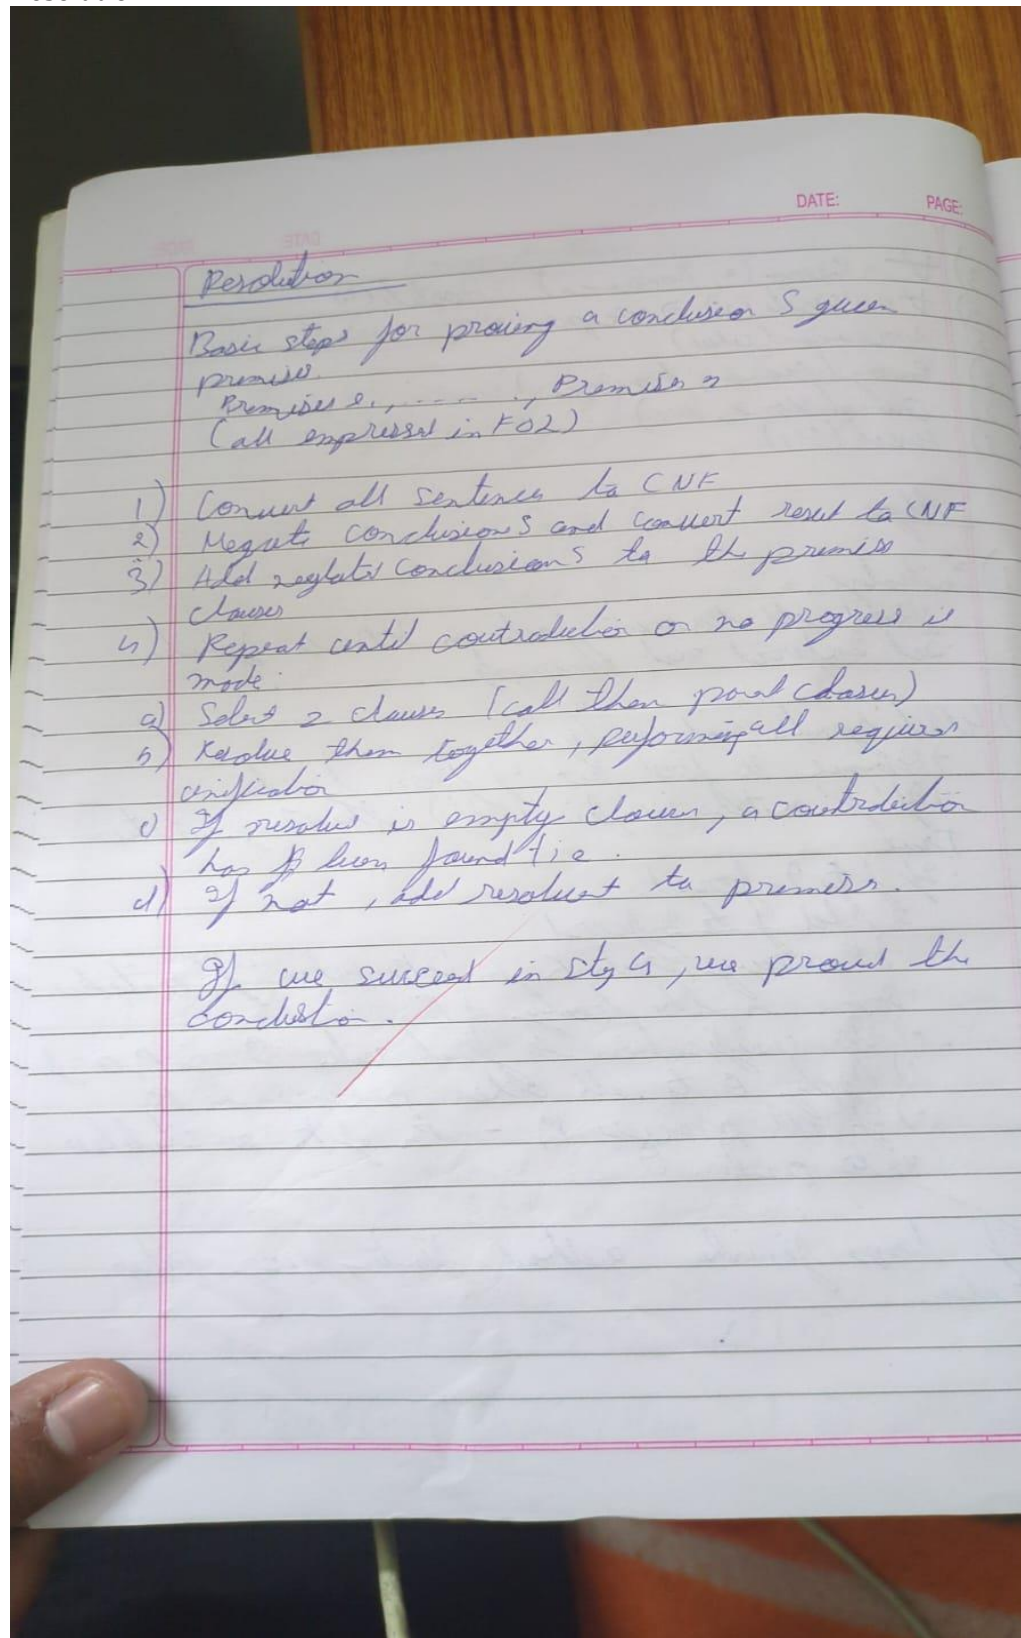 DATE: PAGE:
Resolution
Basic steps for proving a conclusion S given
premises
Premises , ......, Premises n
(all expressed in FOL)
1) Convert all sentences to CNF
2) Negate conclusion S and convert result to CNF
3) Add negated conclusion S to the premise
clauses
4) Repeat until contradiction or no progress is
made:
a) Select 2 clauses (call them clauses)
b) Resolve them together, performing all required
unification
c) If resolvent is empty clause, a contradiction
has been found
d) If not, add resolvent to premises.
If we succeed in step 4, we proved the
conclusion.